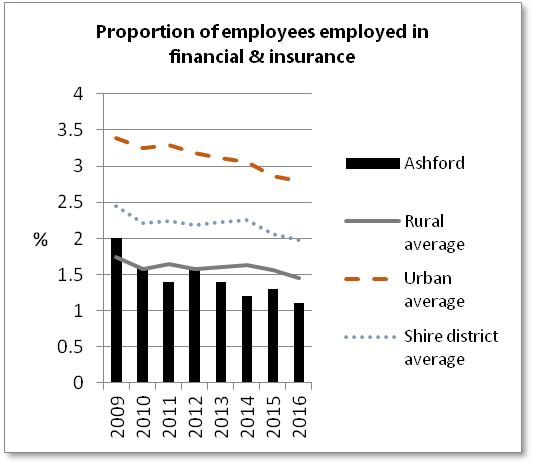 Proportion of employees employed in
financial & insurance
4
3.5
3
2.5
2
1.5
1
0.5
0
%
2009
2010
2011
2012
2013
2014
2015
2016
Ashford
Rural
average
Urban
average
Shire district
average